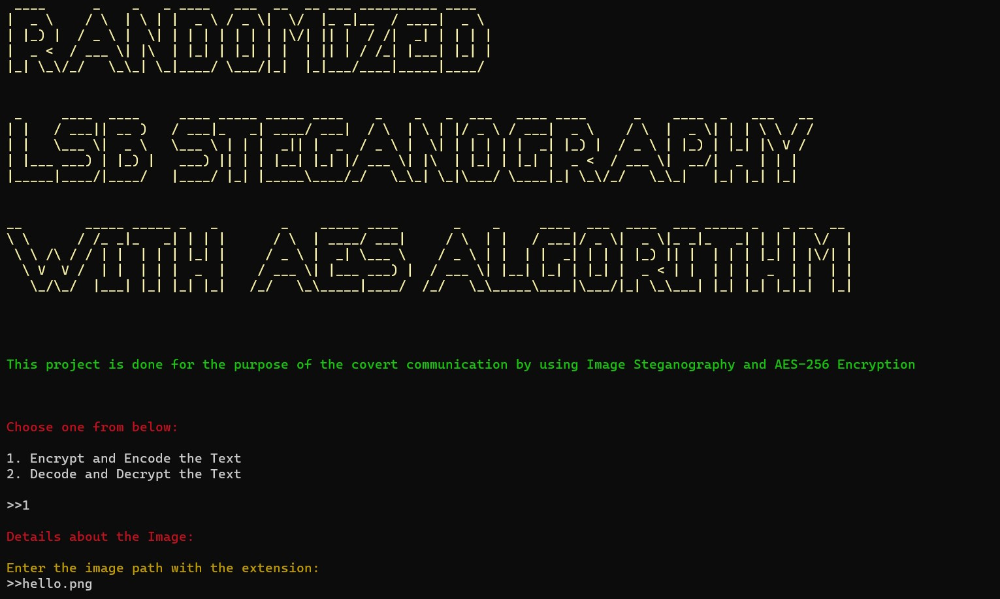 RANDOMIZED
LSB STEGANOGRAPHY
WITH AES ALGORITHM
This project is done for the purpose of the covert communication by using Image Steganography and AES-256 Encryption
Choose one from below:
1. Encrypt and Encode the Text
2. Decode and Decrypt the Text
>>1
Details about the Image:
Enter the image path with the extension:
>>hello.png